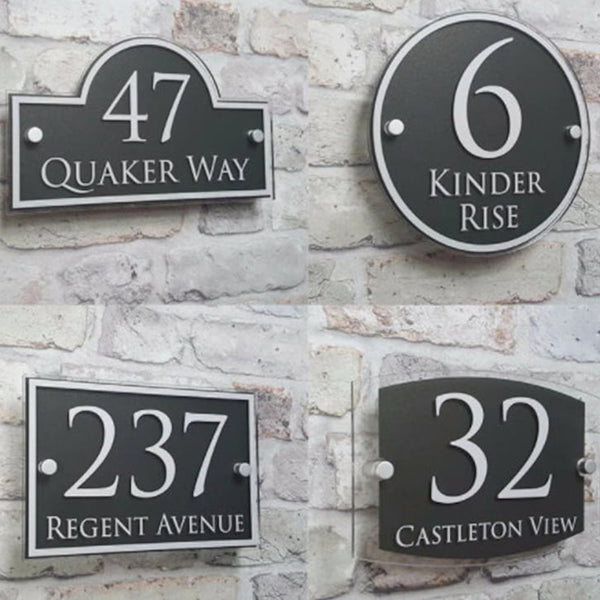 47
QUAKER WAY
6
KINDER
RISE
237
REGENT AVENUE
32
CASTLETON VIEW